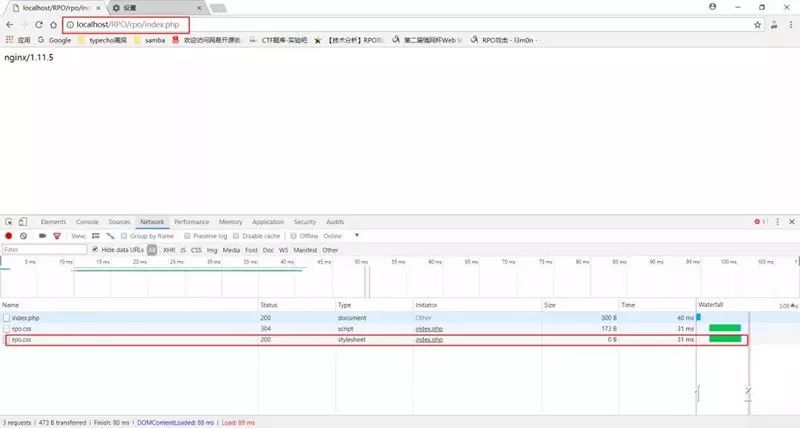 localhost/RPO/rpo/inde
设置
localhost/RPO/rpo/index.php
应用 Google typecho漏洞 samba 欢迎访问网易开源镜 CTF题库-实验吧 【技术分析】RPO攻 第二届强网杯Web V RPO攻击 - l3m0n -
nginx/1.11.5
Elements Console Sources Network Performance Memory Application Security Audits 1
View: Group by frame Preserve log Disable cache Offline Online
Filter Hide data URLs All XHR JS CSS Img Media Font Doc WS Manifest Other
5 ms 10 ms 15 ms 20 ms 25 ms 30 ms 35 ms 40 ms 45 ms 50 ms 55 ms 60 ms 65 ms 70 ms 75 ms 80 ms 85 ms 90 ms 95 ms 100 ms 105 ms 1
Name Status Type Initiator Size Time Waterfall
index.php 200 document Other 300 B 40 ms
rpo.css 304 script index.php 173 B 31 ms
rpo.css 200 stylesheet index.php 0 B 31 ms
3 requests | 473 B transferred | Finish: 80 ms | DOMContentLoaded: 88 ms | Load: 89 ms